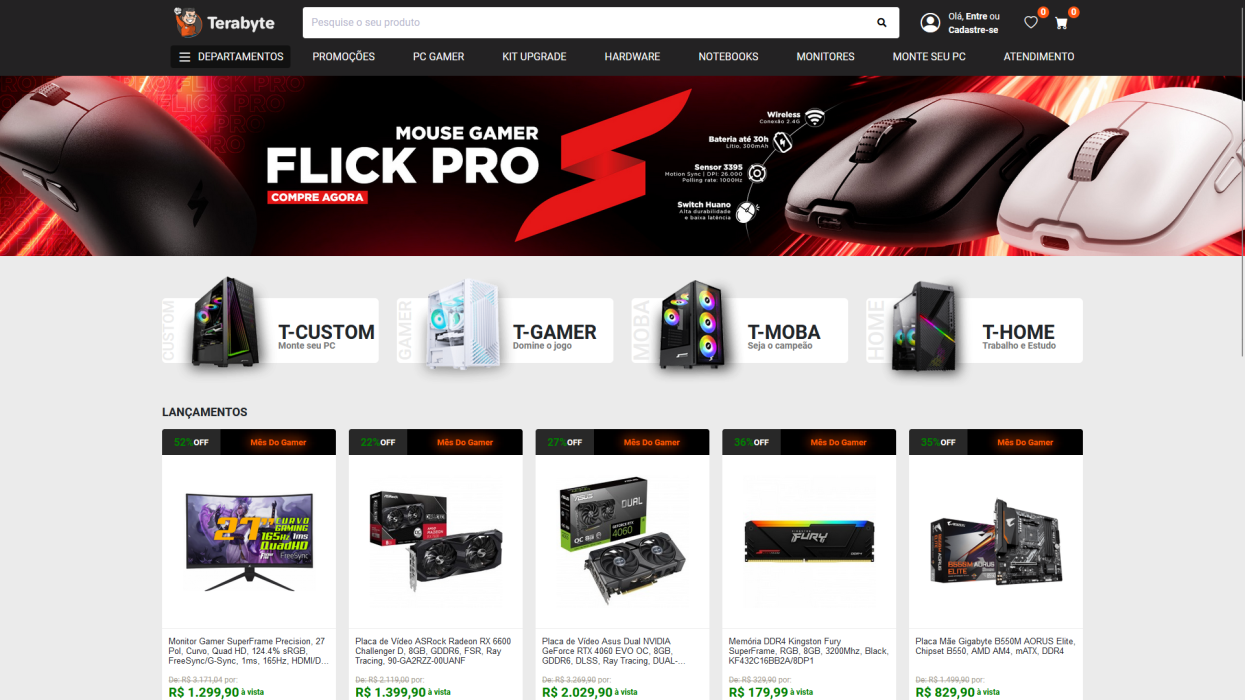 Terabyte
Pesquise o seu produto
Olá, Entre ou
Cadastre-se
0
0
DEPARTAMENTOS
PROMOÇÕES
PC GAMER
KIT UPGRADE
HARDWARE
NOTEBOOKS
MONITORES
MONTE SEU PC
ATENDIMENTO
MOUSE GAMER
FLICK PRO
COMPRE AGORA
Wireless
Conexão 2.4G
Bateria até 30h
Lítio, 300mAh
Sensor 3395
Motion Sync | DPI: 26.000
Polling rate: 1000Hz
Switch Huano
Alta durabilidade
e baixa latência
CUSTOM
T-CUSTOM
Monte seu PC
GAMER
T-GAMER
Domine o jogo
MOBA
T-MOBA
Seja o campeão
HOME
T-HOME
Trabalho e Estudo
LANÇAMENTOS
52% OFF
Mês Do Gamer
22% OFF
Mês Do Gamer
27% OFF
Mês Do Gamer
36% OFF
Mês Do Gamer
35% OFF
Mês Do Gamer
27" CURVO
GAMING
165Hz 1ms
QuadHD
FreeSync
ASUS
DUAL
4060
FURY
AORUS
B550M AORUS
ELITE
Monitor Gamer SuperFrame Precision, 27
Pol, Curvo, Quad HD, 124.4% sRGB,
FreeSync/G-Sync, 1ms, 165Hz, HDMI/D...
De: R$ 3.171,04 por:
R$ 1.299,90 à vista
Placa de Vídeo ASRock Radeon RX 6600
Challenger D, 8GB, GDDR6, FSR, Ray
Tracing, 90-GA2RZZ-00UANF
De: R$ 2.119,00 por:
R$ 1.399,90 à vista
Placa de Vídeo Asus Dual NVIDIA
GeForce RTX 4060 EVO OC, 8GB,
GDDR6, DLSS, Ray Tracing, DUAL-...
De: R$ 3.269,90 por:
R$ 2.029,90 à vista
Memória DDR4 Kingston Fury
SuperFrame, RGB, 8GB, 3200Mhz, Black,
KF432C16BB2A/8DP1
De: R$ 329,90 por:
R$ 179,99 à vista
Placa Mãe Gigabyte B550M AORUS Elite,
Chipset B550, AMD AM4, mATX, DDR4
De: R$ 1.499,90 por:
R$ 829,90 à vista